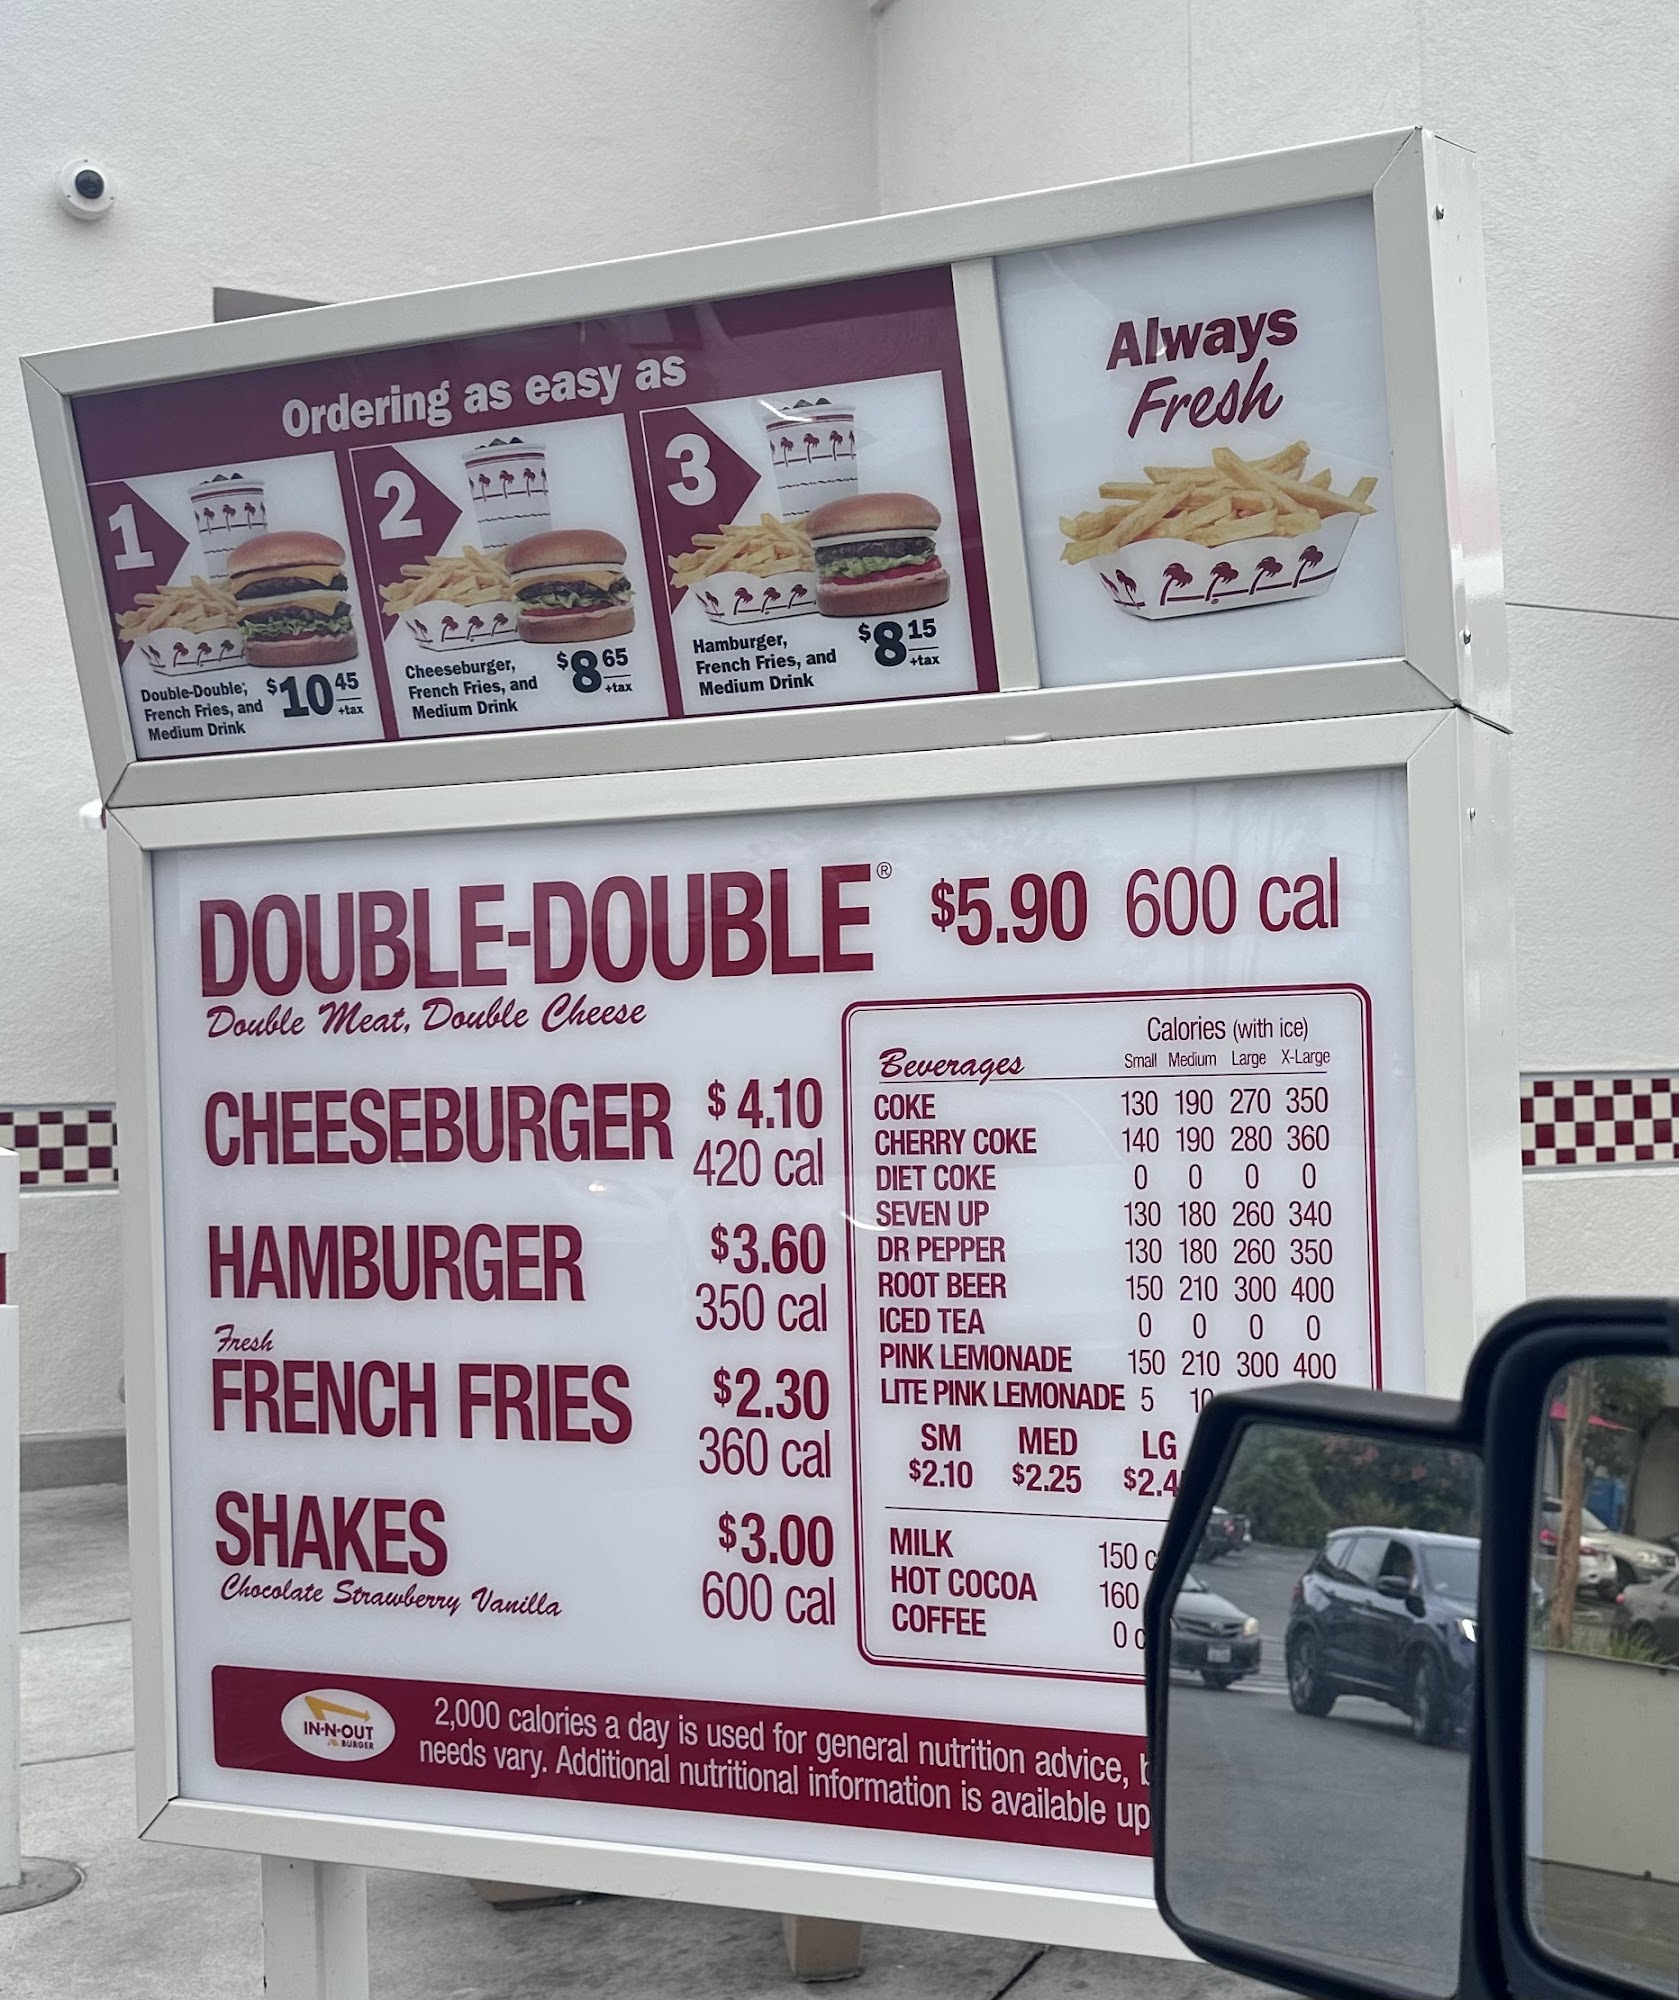 Ordering as easy as
1
Double-Double®,
French Fries, and
Medium Drink
$10 45
+tax
2
Cheeseburger,
French Fries, and
Medium Drink
$8 65
+tax
3
Hamburger,
French Fries, and
Medium Drink
$8 15
+tax
Always
Fresh
DOUBLE-DOUBLE® $5.90 600 cal
Double Meat, Double Cheese
CHEESEBURGER $4.10
420 cal
HAMBURGER $3.60
350 cal
Fresh
FRENCH FRIES $2.30
360 cal
SHAKES $3.00
Chocolate Strawberry Vanilla 600 cal
Calories (with ice)
Beverages Small Medium Large X-Large
COKE 130 190 270 350
CHERRY COKE 140 190 280 360
DIET COKE 0 0 0 0
SEVEN UP 130 180 260 340
DR PEPPER 130 180 260 350
ROOT BEER 150 210 300 400
ICED TEA 0 0 0 0
PINK LEMONADE 150 210 300 400
LITE PINK LEMONADE 5 10
SM MED LG
$2.10 $2.25 $2.4
MILK 150 c
HOT COCOA 160
COFFEE 0 c
IN-N-OUT
BURGER
2,000 calories a day is used for general nutrition advice,
needs vary. Additional nutritional information is available up